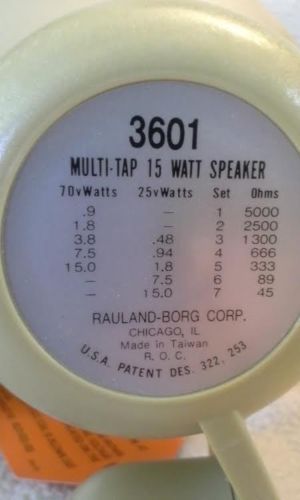 3601
MULTI-TAP 15 WATT SPEAKER
70vWatts 25vWatts Set Ohms
.9 – 1 5000
1.8 – 2 2500
3.8 .48 3 1300
7.5 .94 4 666
15.0 1.8 5 333
– 7.5 6 89
– 15.0 7 45
RAULAND-BORG CORP.
CHICAGO, IL
Made in Taiwan
R. O. C.
U.S.A. PATENT DES. 322, 253